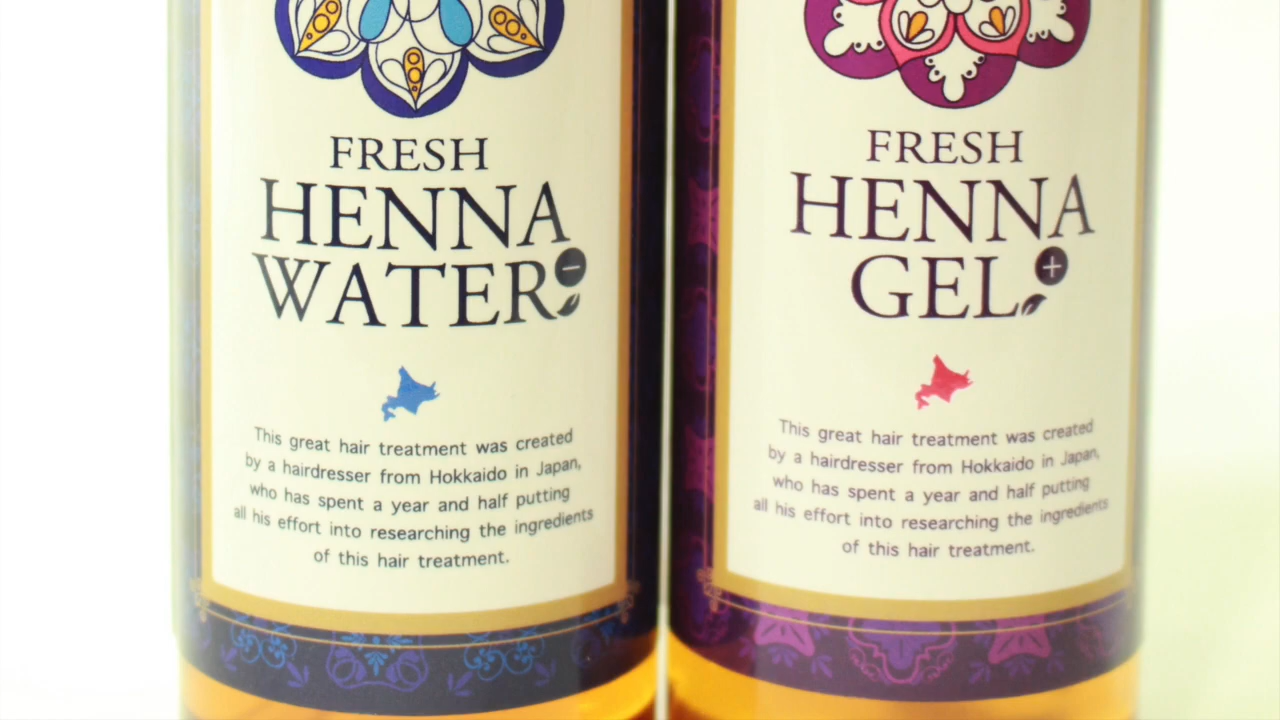 FRESH
HENNA
WATER
This great hair treatment was created
by a hairdresser from Hokkaido in Japan,
who has spent a year and half putting
all his effort into researching the ingredients
of this hair treatment.
FRESH
HENNA
GEL
This great hair treatment was created
by a hairdresser from Hokkaido in Japan,
who has spent a year and half putting
all his effort into researching the ingredients
of this hair treatment.